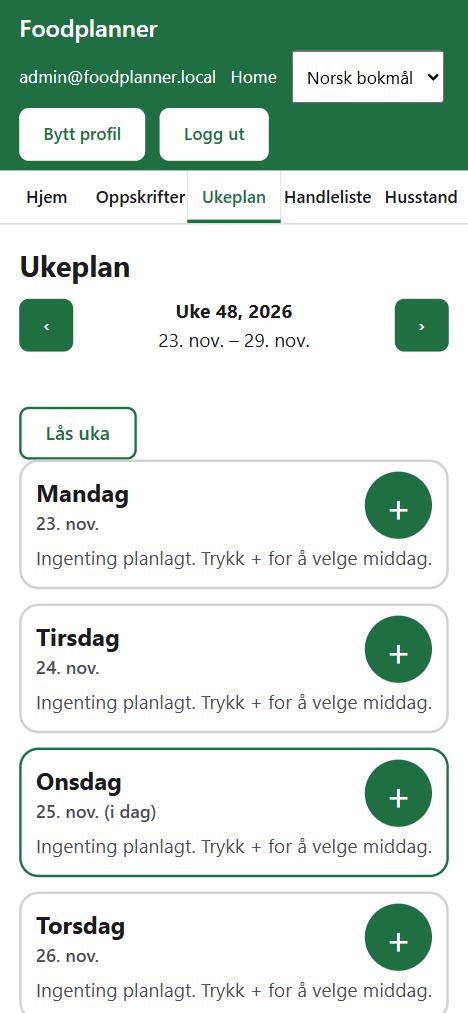 Foodplanner
admin@foodplanner.local Home Norsk bokmål
Bytt profil Logg ut
Hjem Oppskrifter Ukeplan Handleliste Husstand
Ukeplan
‹ Uke 48, 2026 ›
23. nov. – 29. nov.
Lås uka
Mandag
23. nov.
+
Ingenting planlagt. Trykk + for å velge middag.
Tirsdag
24. nov.
+
Ingenting planlagt. Trykk + for å velge middag.
Onsdag
25. nov. (i dag)
+
Ingenting planlagt. Trykk + for å velge middag.
Torsdag
26. nov.
+
Ingenting planlagt. Trykk + for å velge middag.